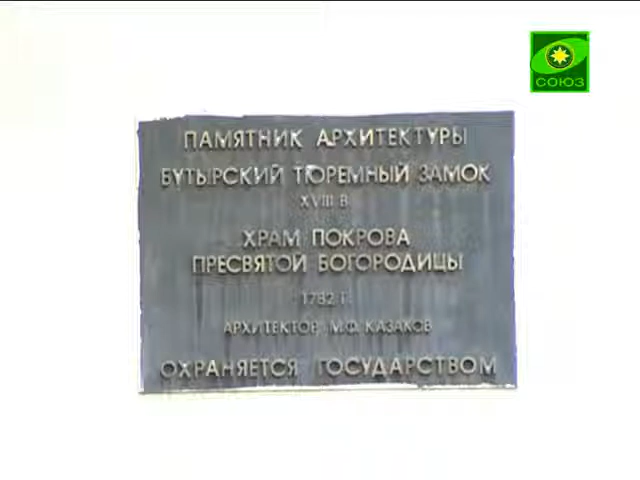 СОЮЗ
ПАМЯТНИК АРХИТЕКТУРЫ
БУТЫРСКИЙ ТЮРЕМНЫЙ ЗАМОК
XVIII В.
ХРАМ ПОКРОВА
ПРЕСВЯТОЙ БОГОРОДИЦЫ
1782 Г.
АРХИТЕКТОР М.Ф. КАЗАКОВ
ОХРАНЯЕТСЯ ГОСУДАРСТВОМ